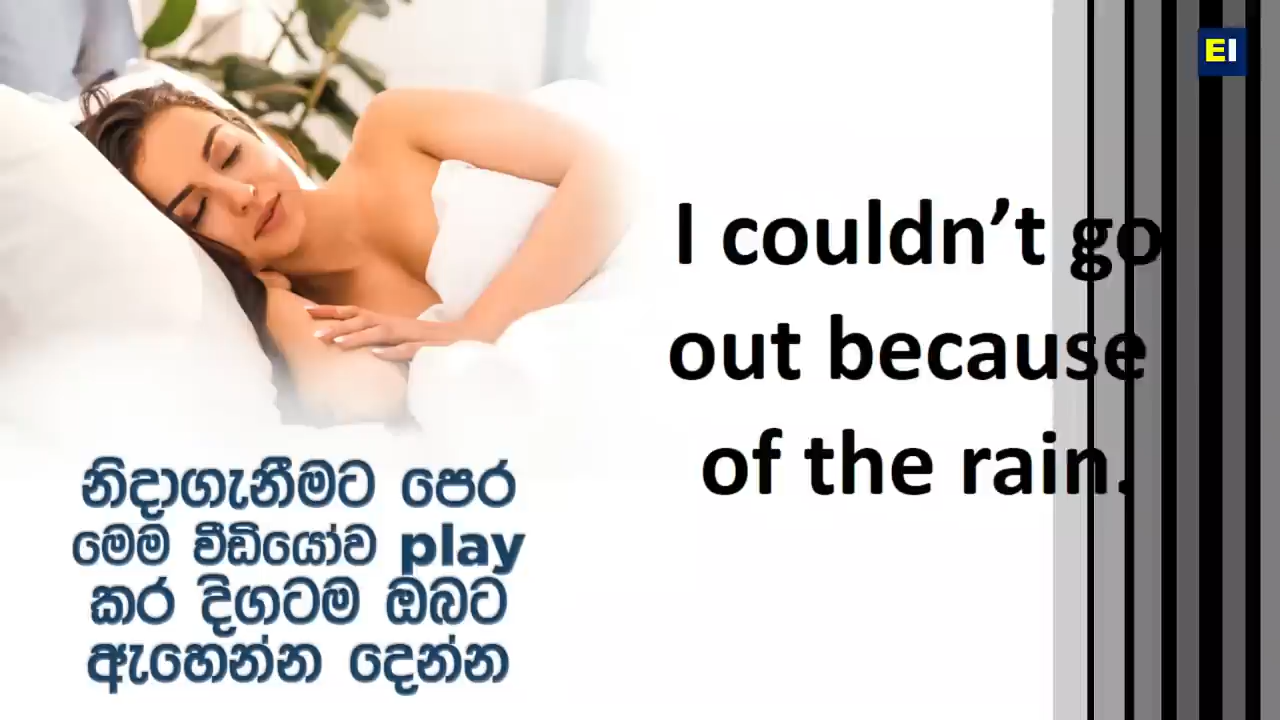 I couldn’t go
out because
of the rain.
නිදාගැනීමට පෙර
මෙම වීඩියෝව play
කර දිගටම ඔබට
ඇහෙන්න දෙන්න
EI